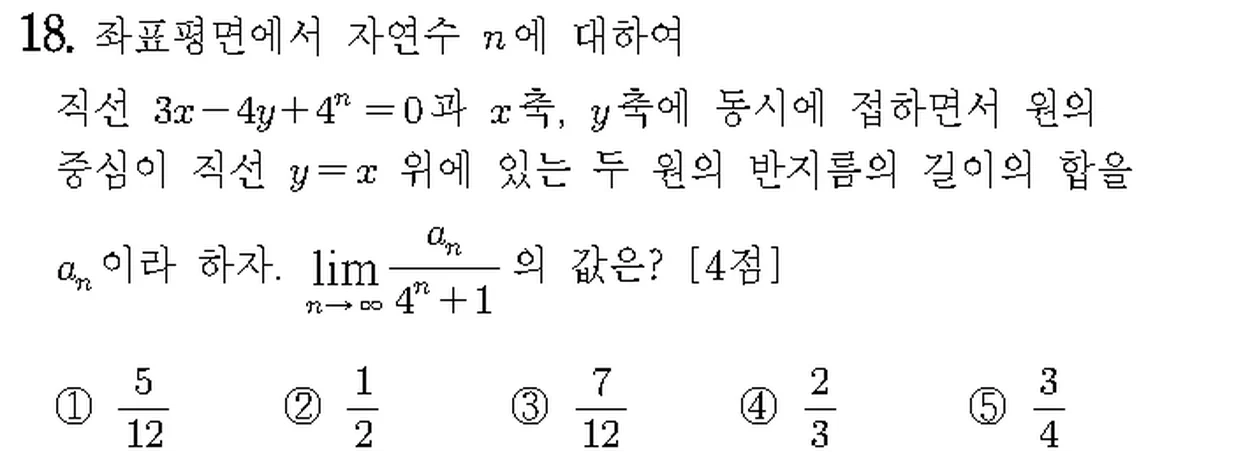 18. 좌표평면에서 자연수 n에 대하여
직선 3x-4y+4^n=0과 x축, y축에 동시에 접하면서 원의
중심이 직선 y=x 위에 있는 두 원의 반지름의 길이의 합을
a_n이라 하자. lim_{n→∞} a_n/(4^n+1) 의 값은? [4점]
① 5/12 ② 1/2 ③ 7/12 ④ 2/3 ⑤ 3/4